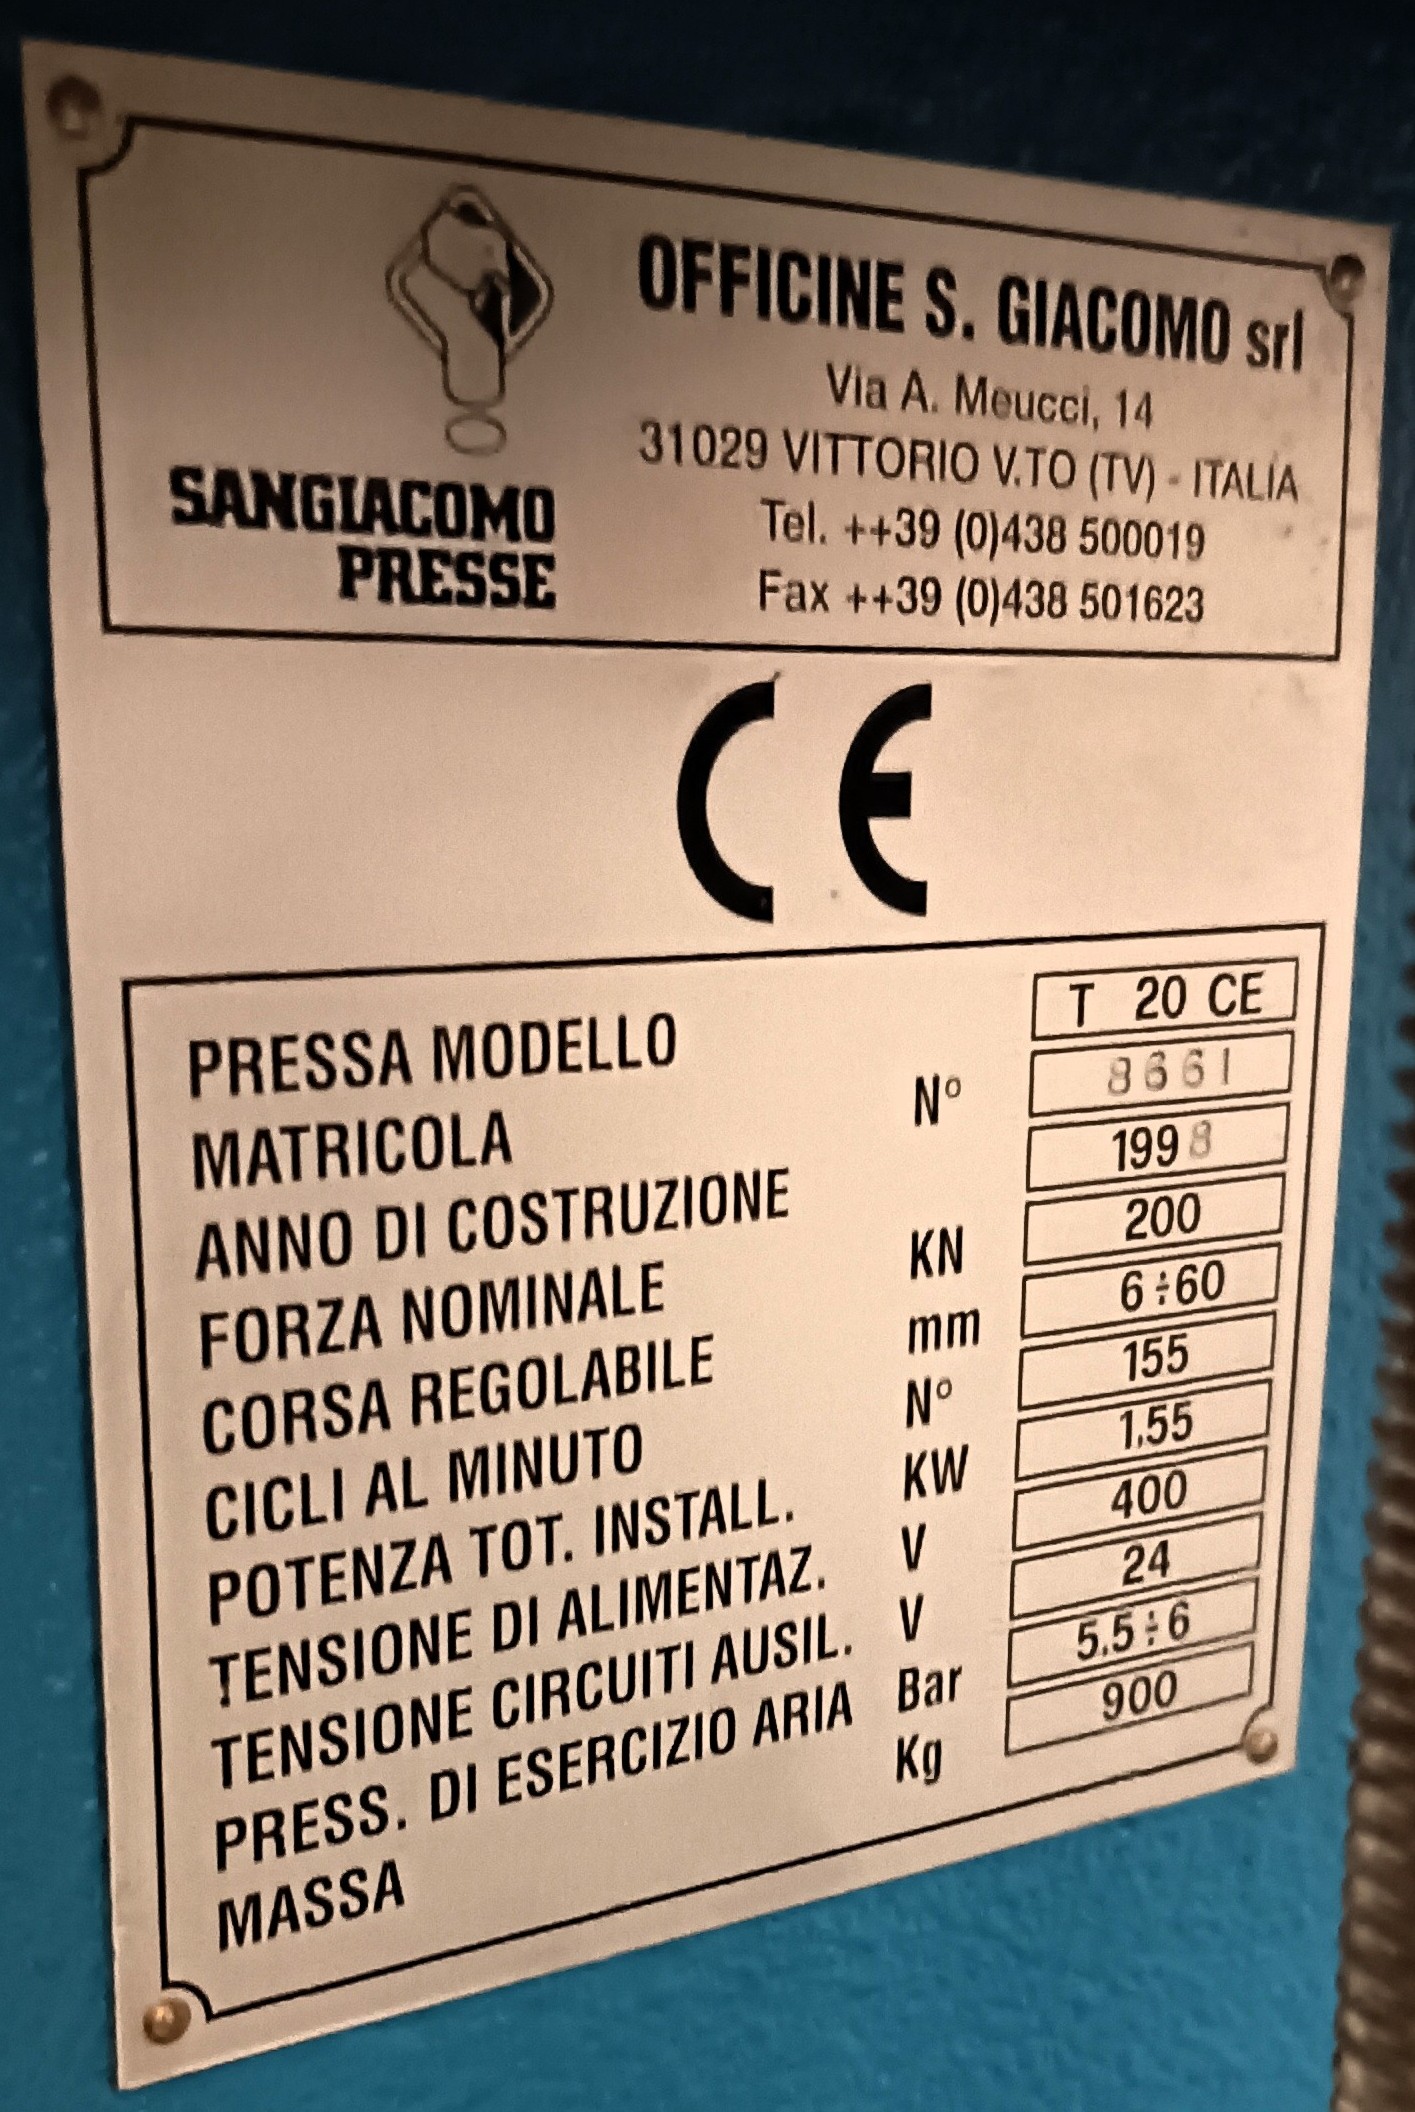 OFFICINE S. GIACOMO srl
Via A. Meucci, 14
31029 VITTORIO V.TO (TV) - ITALIA
Tel. ++39 (0)438 500019
Fax ++39 (0)438 501623
SANGIACOMO
PRESSE
CE
PRESSA MODELLO T 20 CE
MATRICOLA N° 8661
ANNO DI COSTRUZIONE 1998
FORZA NOMINALE KN 200
CORSA REGOLABILE mm 6÷60
CICLI AL MINUTO N° 155
POTENZA TOT. INSTALL. KW 1.55
TENSIONE DI ALIMENTAZ. V 400
TENSIONE CIRCUITI AUSIL. V 24
PRESS. DI ESERCIZIO ARIA Bar 5.5÷6
MASSA Kg 900